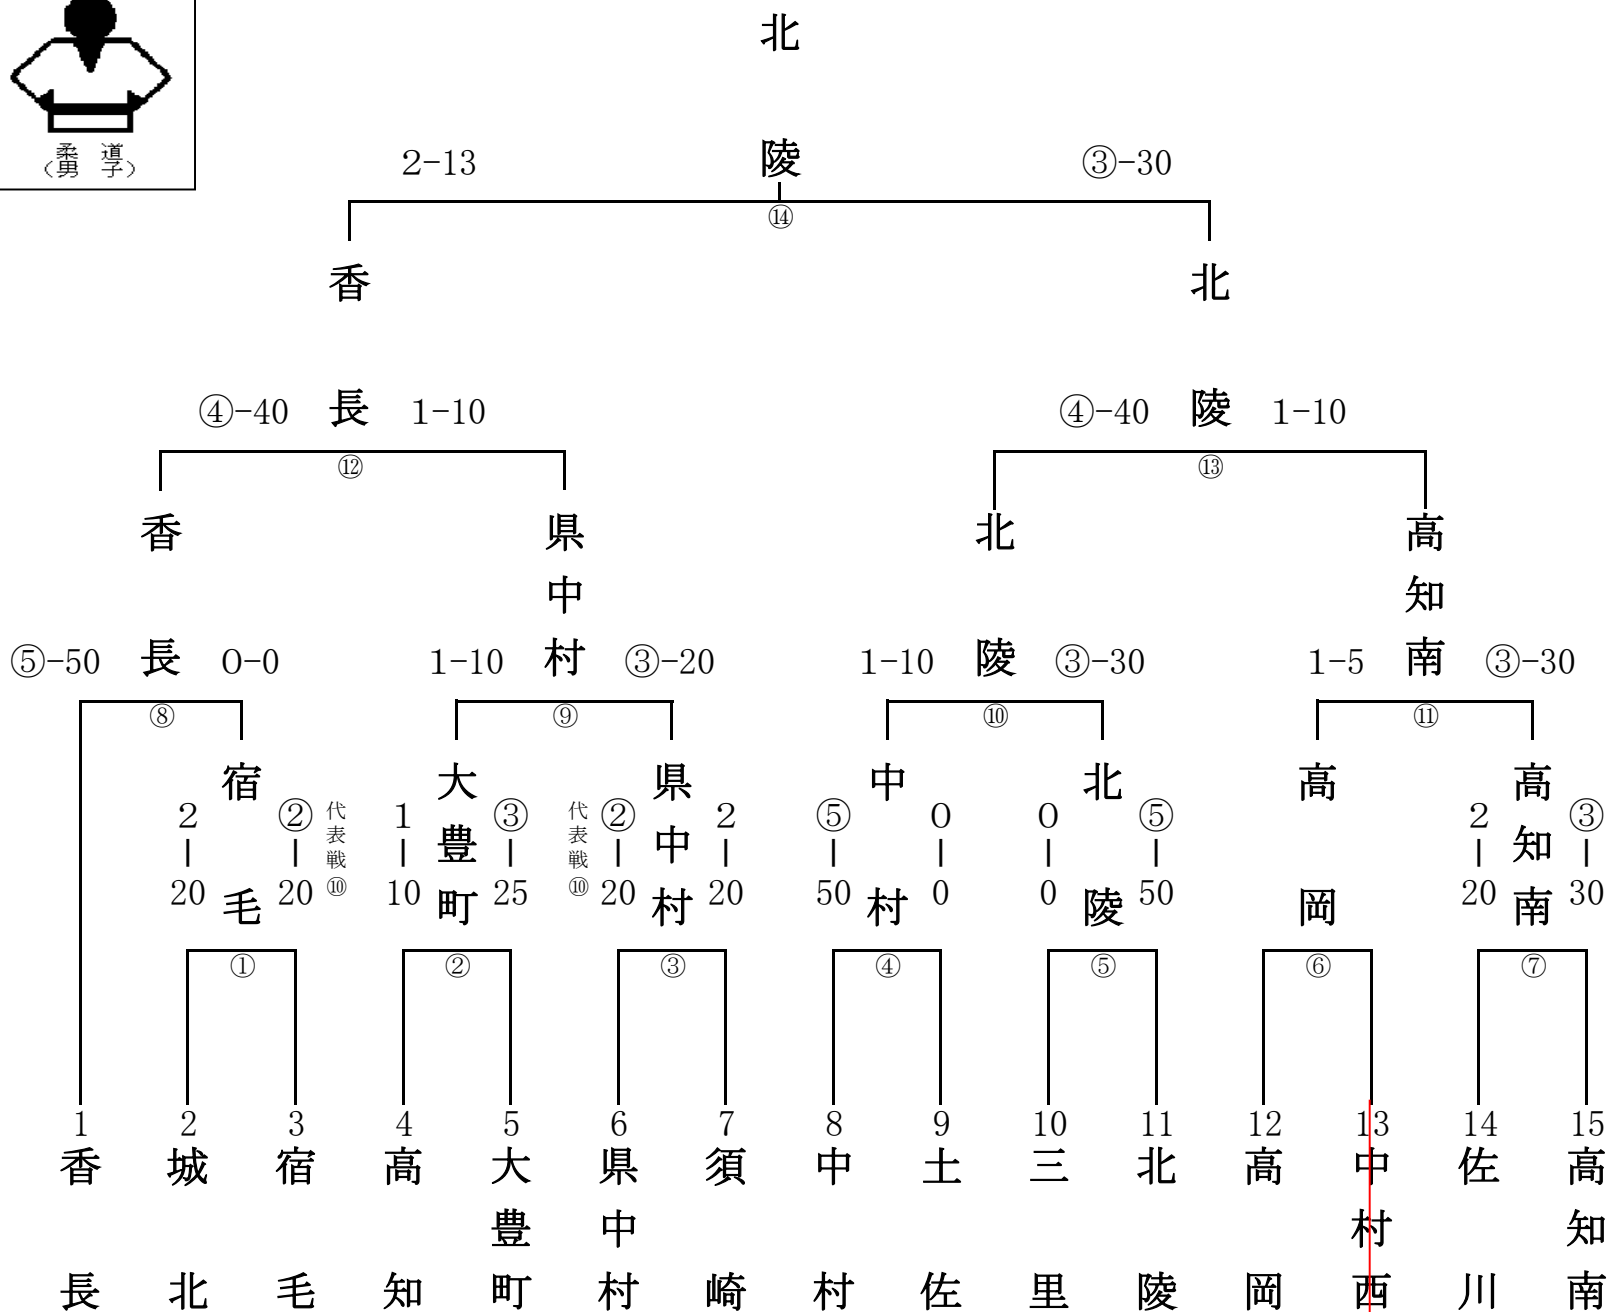 柔道
(男子)
北陵
2-13
③-30
⑭
香長
北陵
④-40
1-10
④-40
1-10
⑫
⑬
香長
県中村
北陵
高知南
⑤-50
0-0
1-10
③-20
1-10
③-30
1-5
③-30
⑧
⑨
⑩
⑪
宿毛
大豊町
県中村
中村
北陵
高岡
高知南
2-20
②-20
代表戦⑩
1-10
③-25
代表戦⑩
②-20
2-20
⑤-50
0-0
0-0
⑤-50
2-20
③-30
①
②
③
④
⑤
⑥
⑦
1 香長
2 城北
3 宿毛
4 高知
5 大豊町
6 県中村
7 須崎
8 中村
9 土佐
10 三里
11 北陵
12 高岡
13 中村西
14 佐川
15 高知南